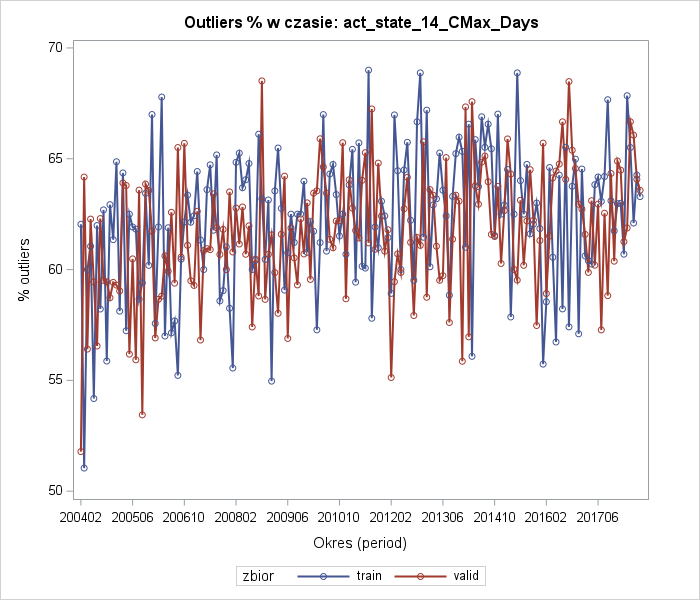 Outliers % w czasie: act_state_14_CMax_Days
% outliers
70
65
60
55
50
200402 200506 200610 200802 200906 201010 201202 201306 201410 201602 201706
Okres (period)
zbior train valid